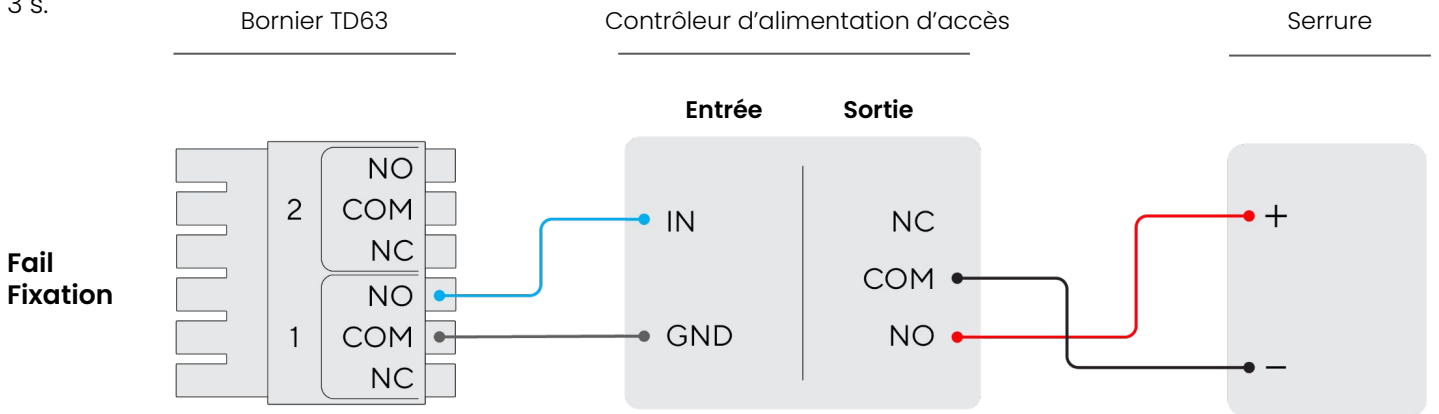 3 s.
Bornier TD63
Contrôleur d’alimentation d’accès
Serrure
Entrée
Sortie
Fail
Fixation
2
NO
COM
NC
1
NO
COM
NC
IN
GND
NC
COM
NO
+
−